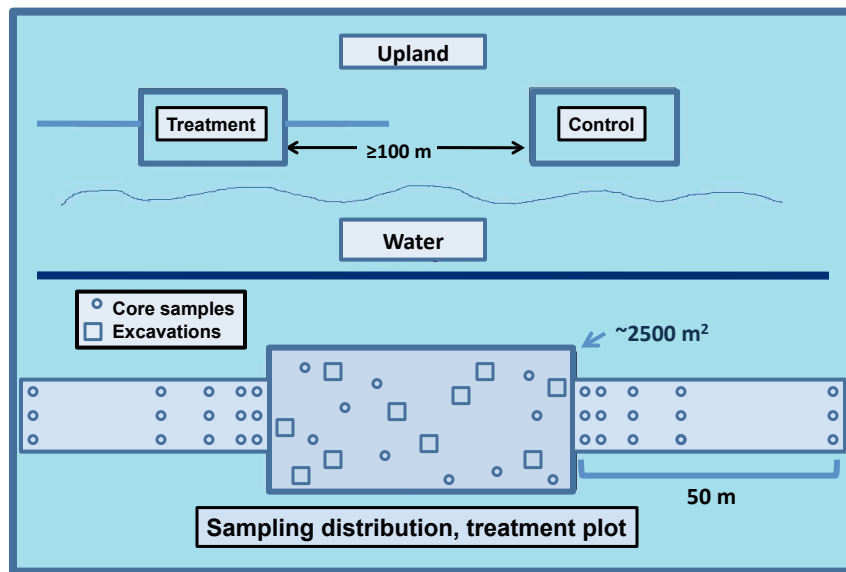 Upland
Treatment
Control
≥100 m
Water
Core samples
Excavations
~2500 m²
50 m
Sampling distribution, treatment plot